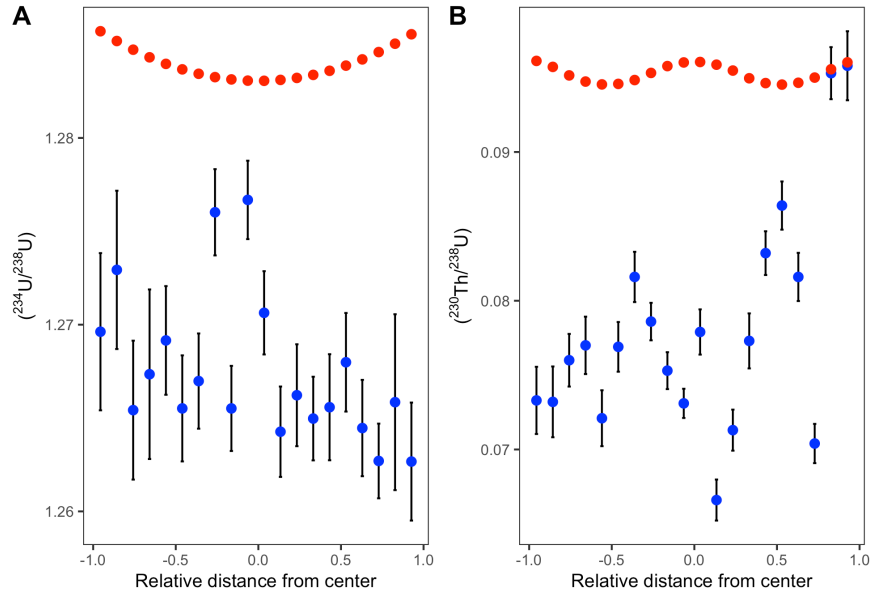 A
1.28
1.27
1.26
(²³⁴U/²³⁸U)
-1.0 -0.5 0.0 0.5 1.0
Relative distance from center
B
0.09
0.08
0.07
(²³⁰Th/²³⁸U)
-1.0 -0.5 0.0 0.5 1.0
Relative distance from center